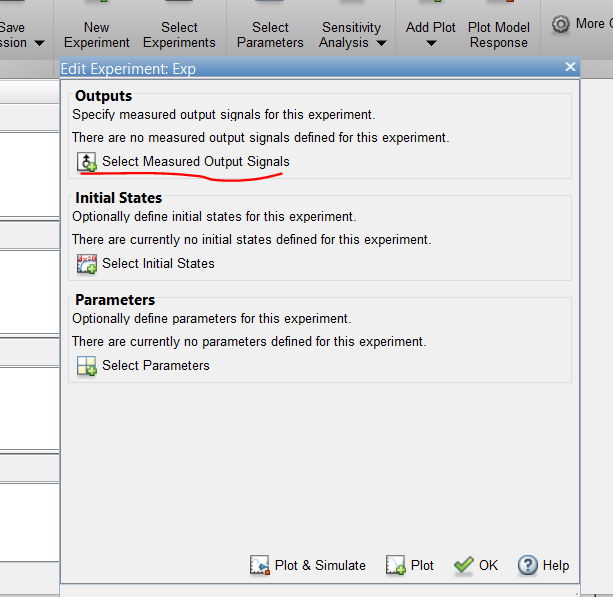 Save
New
Select
Select
Sensitivity
Add Plot
Plot Model
More
ssion
Experiment
Experiments
Parameters
Analysis
Response
Edit Experiment: Exp
Outputs
Specify measured output signals for this experiment.
There are no measured output signals defined for this experiment.
Select Measured Output Signals
Initial States
Optionally define initial states for this experiment.
There are currently no initial states defined for this experiment.
Select Initial States
Parameters
Optionally define parameters for this experiment.
There are currently no parameters defined for this experiment.
Select Parameters
Plot & Simulate
Plot
OK
Help